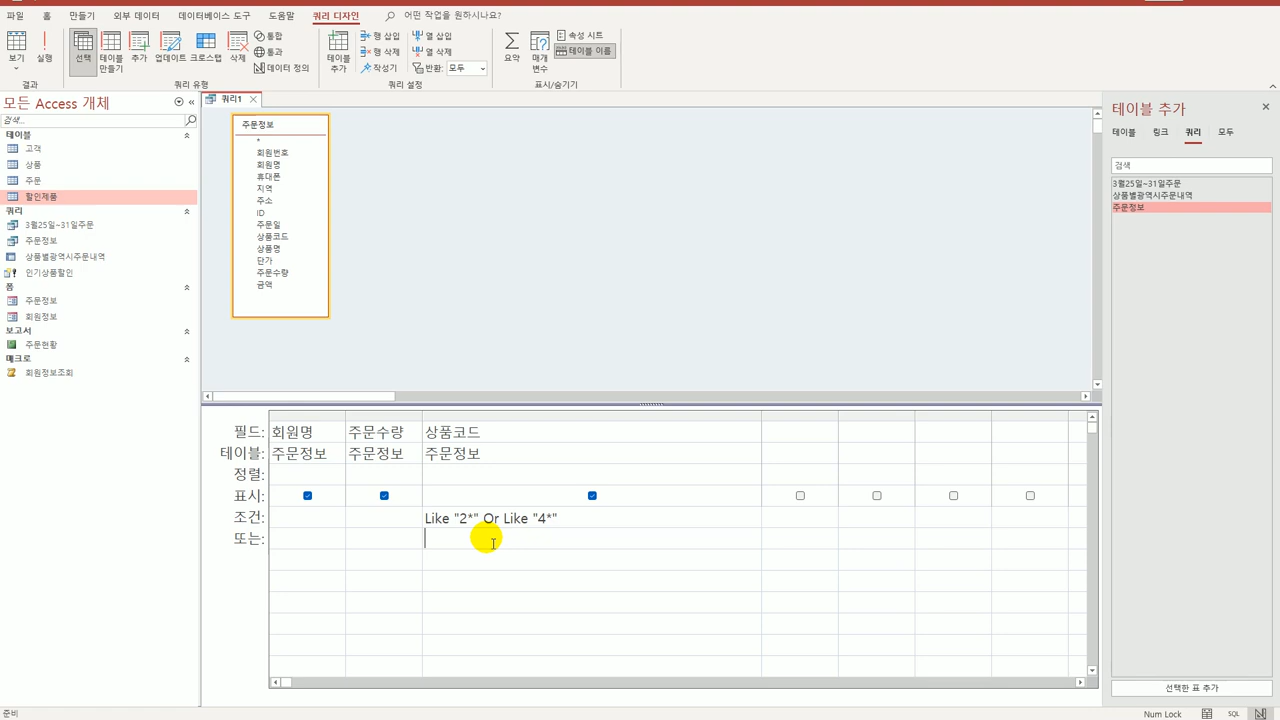 파일 홈 만들기 외부 데이터 데이터베이스 도구 도움말 쿼리 디자인 어떤 작업을 원하시나요?
보기
실행
선택
테이블 만들기
추가
업데이트
크로스탭
삭제
통합
통과
데이터 정의
테이블 추가
행 삽입
행 삭제
작성기
열 삽입
열 삭제
반환: 모두
요약
매개 변수
속성 시트
테이블 이름
결과
쿼리 유형
쿼리 설정
표시/숨기기
모든 Access 개체
검색...
테이블
고객
상품
주문
할인제품
쿼리
3월25일~31일주문
주문정보
상품별광역시주문내역
인기상품할인
폼
주문정보
회원정보
보고서
주문현황
매크로
회원정보조회
쿼리1
주문정보
*
회원번호
회원명
휴대폰
지역
주소
ID
주문일
상품코드
상품명
단가
주문수량
금액
필드: 회원명 주문수량 상품코드
테이블: 주문정보 주문정보 주문정보
정렬:
표시:
조건: Like "2*" Or Like "4*"
또는:
테이블 추가
테이블 링크 쿼리 모두
검색
3월25일~31일주문
상품별광역시주문내역
주문정보
선택한 표 추가
준비
Num Lock
SQL